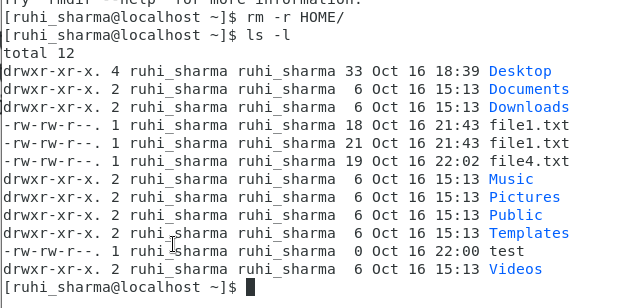 Try 'rmdir --help' for more information.
[ruhi_sharma@localhost ~]$ rm -r HOME/
[ruhi_sharma@localhost ~]$ ls -l
total 12
drwxr-xr-x. 4 ruhi_sharma ruhi_sharma 33 Oct 16 18:39 Desktop
drwxr-xr-x. 2 ruhi_sharma ruhi_sharma  6 Oct 16 15:13 Documents
drwxr-xr-x. 2 ruhi_sharma ruhi_sharma  6 Oct 16 15:13 Downloads
-rw-rw-r--. 1 ruhi_sharma ruhi_sharma 18 Oct 16 21:43 file1.txt
-rw-rw-r--. 1 ruhi_sharma ruhi_sharma 21 Oct 16 21:43 file1.txt
-rw-rw-r--. 1 ruhi_sharma ruhi_sharma 19 Oct 16 22:02 file4.txt
drwxr-xr-x. 2 ruhi_sharma ruhi_sharma  6 Oct 16 15:13 Music
drwxr-xr-x. 2 ruhi_sharma ruhi_sharma  6 Oct 16 15:13 Pictures
drwxr-xr-x. 2 ruhi_sharma ruhi_sharma  6 Oct 16 15:13 Public
drwxr-xr-x. 2 ruhi_sharma ruhi_sharma  6 Oct 16 15:13 Templates
-rw-rw-r--. 1 ruhi_sharma ruhi_sharma  0 Oct 16 22:00 test
drwxr-xr-x. 2 ruhi_sharma ruhi_sharma  6 Oct 16 15:13 Videos
[ruhi_sharma@localhost ~]$